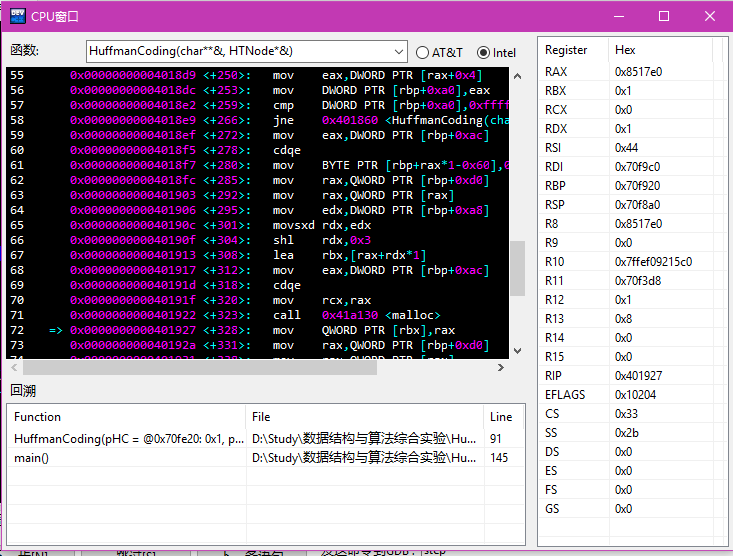 CPU窗口
函数: HuffmanCoding(char**&, HTNode*&) AT&T Intel
55 0x00000000004018d9 <+250>: mov eax,DWORD PTR [rax+0x4]
56 0x00000000004018dc <+253>: mov DWORD PTR [rbp+0xa0],eax
57 0x00000000004018e2 <+259>: cmp DWORD PTR [rbp+0xa0],0xffff
58 0x00000000004018e9 <+266>: jne 0x401860 <HuffmanCoding(cha
59 0x00000000004018ef <+272>: mov eax,DWORD PTR [rbp+0xac]
60 0x00000000004018f5 <+278>: cdqe
61 0x00000000004018f7 <+280>: mov BYTE PTR [rbp+rax*1-0x60],0
62 0x00000000004018fc <+285>: mov rax,QWORD PTR [rbp+0xd0]
63 0x0000000000401903 <+292>: mov rax,QWORD PTR [rax]
64 0x0000000000401906 <+295>: mov edx,DWORD PTR [rbp+0xa8]
65 0x000000000040190c <+301>: movsxd rdx,edx
66 0x000000000040190f <+304>: shl rdx,0x3
67 0x0000000000401913 <+308>: lea rbx,[rax+rdx*1]
68 0x0000000000401917 <+312>: mov eax,DWORD PTR [rbp+0xac]
69 0x000000000040191d <+318>: cdqe
70 0x000000000040191f <+320>: mov rcx,rax
71 0x0000000000401922 <+323>: call 0x41a130 <malloc>
72 => 0x0000000000401927 <+328>: mov QWORD PTR [rbx],rax
73 0x000000000040192a <+331>: mov rax,QWORD PTR [rbp+0xd0]
回溯
Function File Line
HuffmanCoding(pHC = @0x70fe20: 0x1, p... D:\Study\数据结构与算法综合实验\Hu... 91
main() D:\Study\数据结构与算法综合实验\Hu... 145
Register Hex
RAX 0x8517e0
RBX 0x1
RCX 0x0
RDX 0x1
RSI 0x44
RDI 0x70f9c0
RBP 0x70f920
RSP 0x70f8a0
R8 0x8517e0
R9 0x0
R10 0x7ffef09215c0
R11 0x70f3d8
R12 0x1
R13 0x8
R14 0x0
R15 0x0
RIP 0x401927
EFLAGS 0x10204
CS 0x33
SS 0x2b
DS 0x0
ES 0x0
FS 0x0
GS 0x0